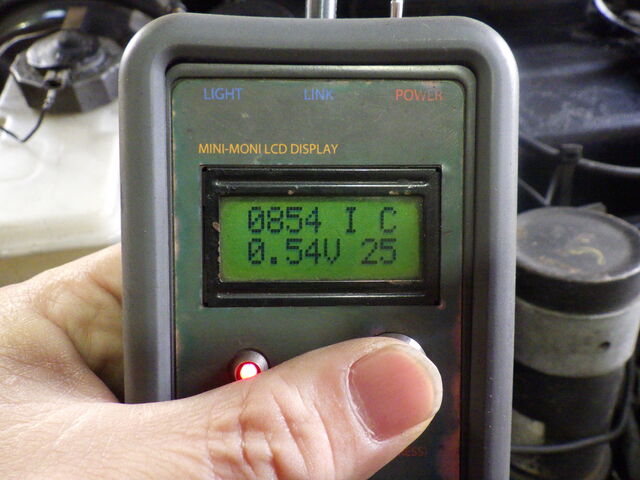 LIGHT LINK POWER
MINI-MONI LCD DISPLAY
0854 I C
0.54V 25